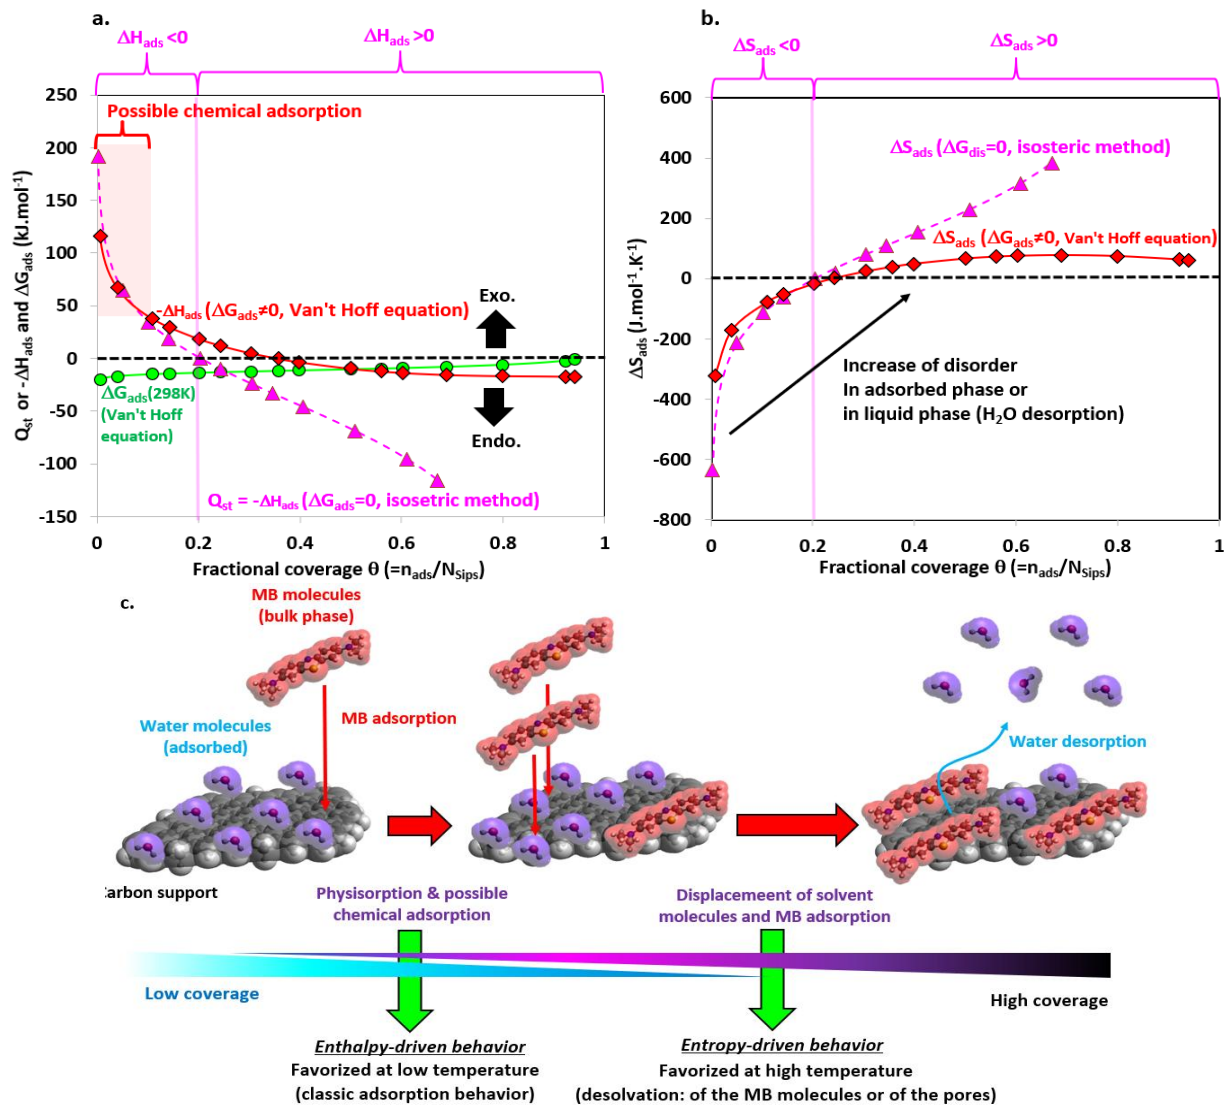 a.
ΔHads <0
ΔHads >0
Qst or -ΔHads and ΔGads (kJ.mol-1)
250
200
150
100
50
0
-50
-100
-150
Possible chemical adsorption
-ΔHads (ΔGads≠0, Van't Hoff equation)
Exo.
Endo.
ΔGads(298K)
(Van't Hoff
equation)
Qst = -ΔHads (ΔGads=0, isosetric method)
0
0.2
0.4
0.6
0.8
1
Fractional coverage θ (=nads/NSips)
b.
ΔSads <0
ΔSads >0
ΔSads (J.mol-1.K-1)
600
400
200
0
-200
-400
-600
-800
ΔSads (ΔGdis=0, isosteric method)
ΔSads (ΔGads≠0, Van't Hoff equation)
Increase of disorder
In adsorbed phase or
in liquid phase (H2O desorption)
0
0.2
0.4
0.6
0.8
1
Fractional coverage θ (=nads/NSips)
c.
MB molecules
(bulk phase)
Water molecules
(adsorbed)
MB adsorption
Water desorption
arbon support
Physisorption & possible
chemical adsorption
Displacemeent of solvent
molecules and MB adsorption
Low coverage
High coverage
Enthalpy-driven behavior
Favorized at low temperature
(classic adsorption behavior)
Entropy-driven behavior
Favorized at high temperature
(desolvation: of the MB molecules or of the pores)